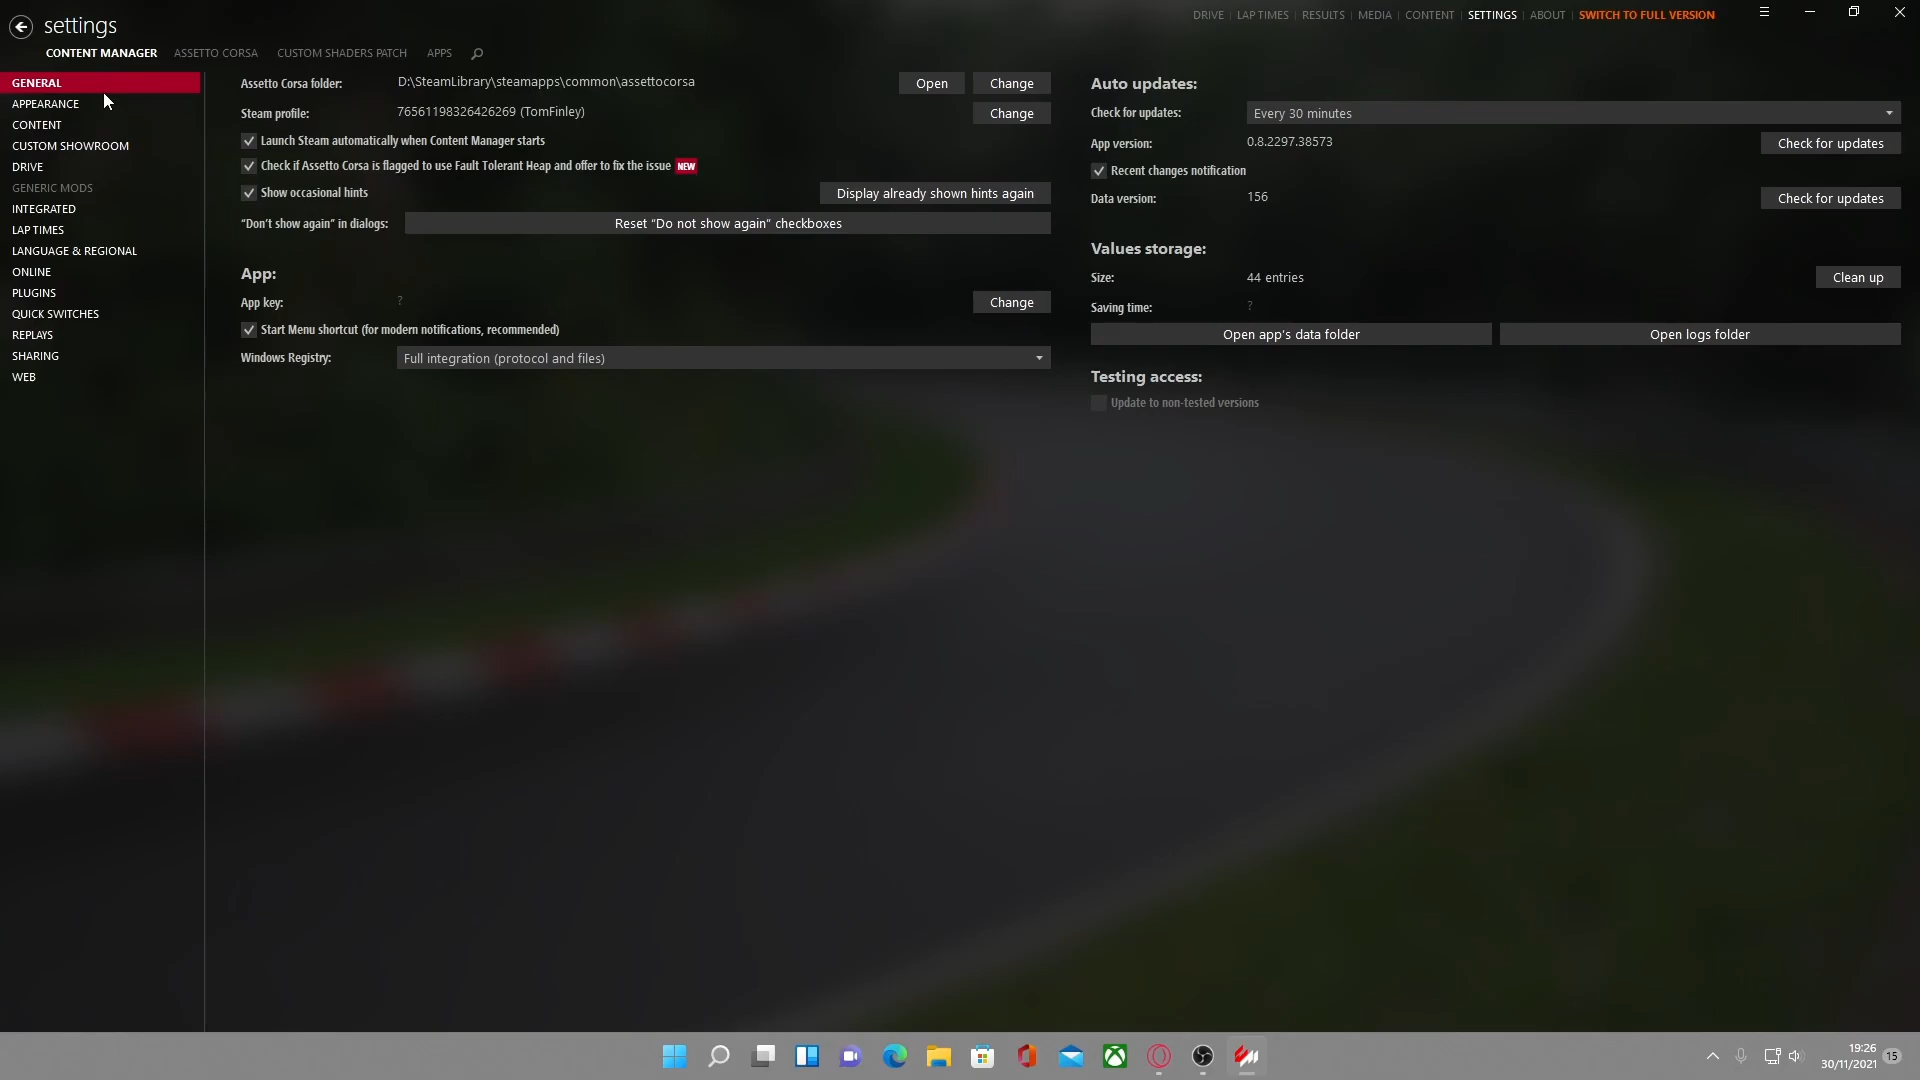 settings
DRIVE LAP TIMES RESULTS MEDIA CONTENT SETTINGS ABOUT SWITCH TO FULL VERSION
CONTENT MANAGER ASSETTO CORSA CUSTOM SHADERS PATCH APPS
GENERAL
APPEARANCE
CONTENT
CUSTOM SHOWROOM
DRIVE
GENERIC MODS
INTEGRATED
LAP TIMES
LANGUAGE & REGIONAL
ONLINE
PLUGINS
QUICK SWITCHES
REPLAYS
SHARING
WEB
Assetto Corsa folder: D:\SteamLibrary\steamapps\common\assettocorsa Open Change
Steam profile: 76561198326426269 (TomFinley) Change
Launch Steam automatically when Content Manager starts
Check if Assetto Corsa is flagged to use Fault Tolerant Heap and offer to fix the issue NEW
Show occasional hints Display already shown hints again
“Don't show again” in dialogs: Reset “Do not show again” checkboxes
App:
App key: ? Change
Start Menu shortcut (for modern notifications, recommended)
Windows Registry: Full integration (protocol and files)
Auto updates:
Check for updates: Every 30 minutes
App version: 0.8.2297.38573 Check for updates
Recent changes notification
Data version: 156 Check for updates
Values storage:
Size: 44 entries Clean up
Saving time: ?
Open app's data folder Open logs folder
Testing access:
Update to non-tested versions
19:26
30/11/2021 15